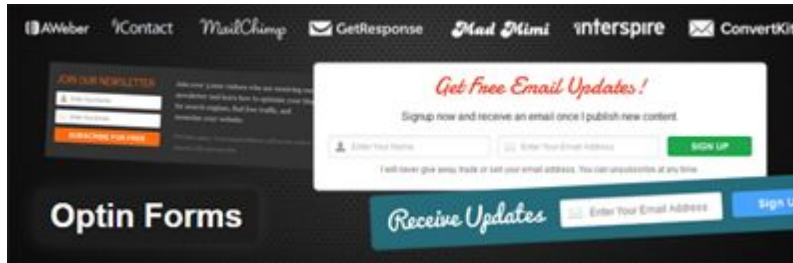 AWeber iContact MailChimp GetResponse Mad Mimi interspire ConvertKit
JOIN OUR NEWSLETTER
SUBSCRIBE FOR FREE
Get Free Email Updates!
Signup now and receive an email once I publish new content.
Enter Your Name Enter Your Email Address SIGN UP
I will never give away, trade or sell your email address. You can unsubscribe at any time.
Optin Forms
Receive Updates Enter Your Email Address Sign U